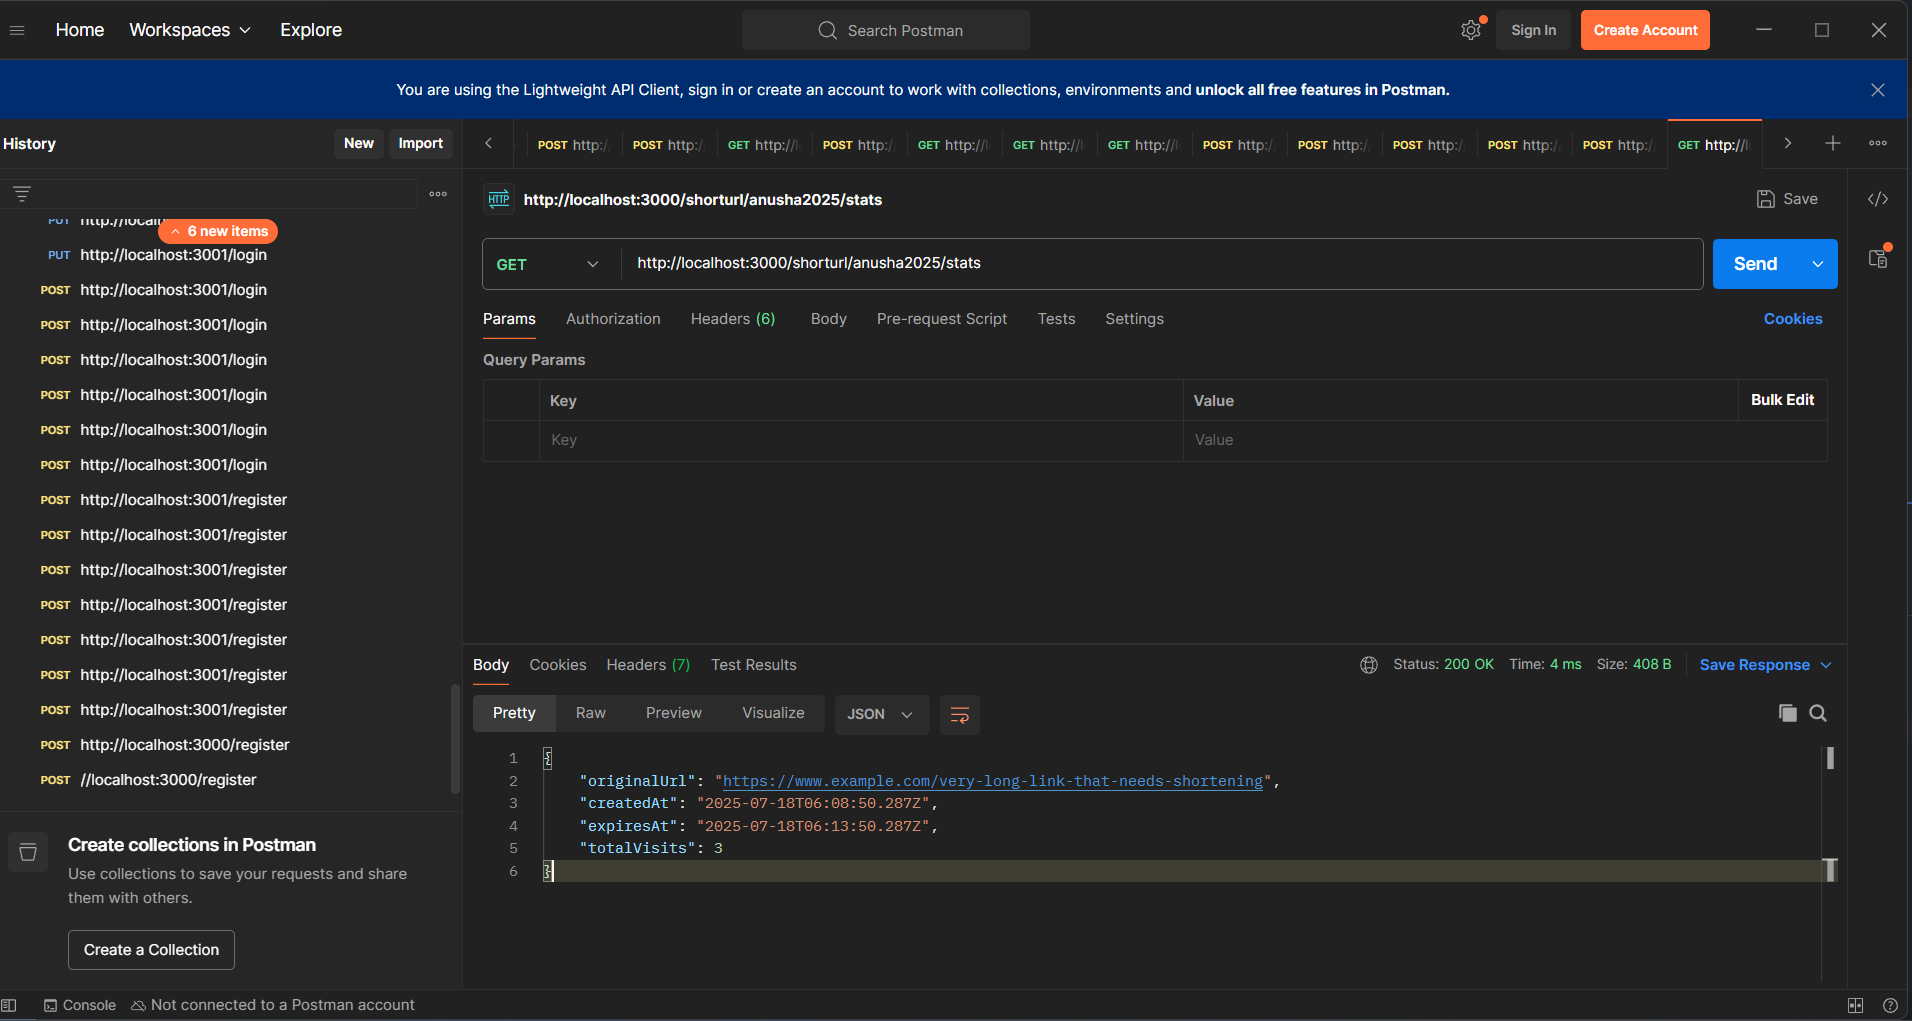 Home Workspaces Explore Search Postman Sign In Create Account
You are using the Lightweight API Client, sign in or create an account to work with collections, environments and unlock all free features in Postman.
History New Import
POST http:/ POST http:/ GET http:// POST http:/ GET http:// GET http:// GET http:// POST http:/ POST http:/ POST http:/ POST http:/ POST http:/ GET http://
6 new items
PUT http://localh
PUT http://localhost:3001/login
POST http://localhost:3001/login
POST http://localhost:3001/login
POST http://localhost:3001/login
POST http://localhost:3001/login
POST http://localhost:3001/login
POST http://localhost:3001/login
POST http://localhost:3001/register
POST http://localhost:3001/register
POST http://localhost:3001/register
POST http://localhost:3001/register
POST http://localhost:3001/register
POST http://localhost:3001/register
POST http://localhost:3001/register
POST http://localhost:3000/register
POST //localhost:3000/register
Create collections in Postman
Use collections to save your requests and share
them with others.
Create a Collection
HTTP http://localhost:3000/shorturl/anusha2025/stats Save
GET http://localhost:3000/shorturl/anusha2025/stats Send
Params Authorization Headers (6) Body Pre-request Script Tests Settings Cookies
Query Params
Key Value Bulk Edit
Key Value
Body Cookies Headers (7) Test Results Status: 200 OK Time: 4 ms Size: 408 B Save Response
Pretty Raw Preview Visualize JSON
1 {
2 "originalUrl": "https://www.example.com/very-long-link-that-needs-shortening",
3 "createdAt": "2025-07-18T06:08:50.287Z",
4 "expiresAt": "2025-07-18T06:13:50.287Z",
5 "totalVisits": 3
6 }
Console Not connected to a Postman account